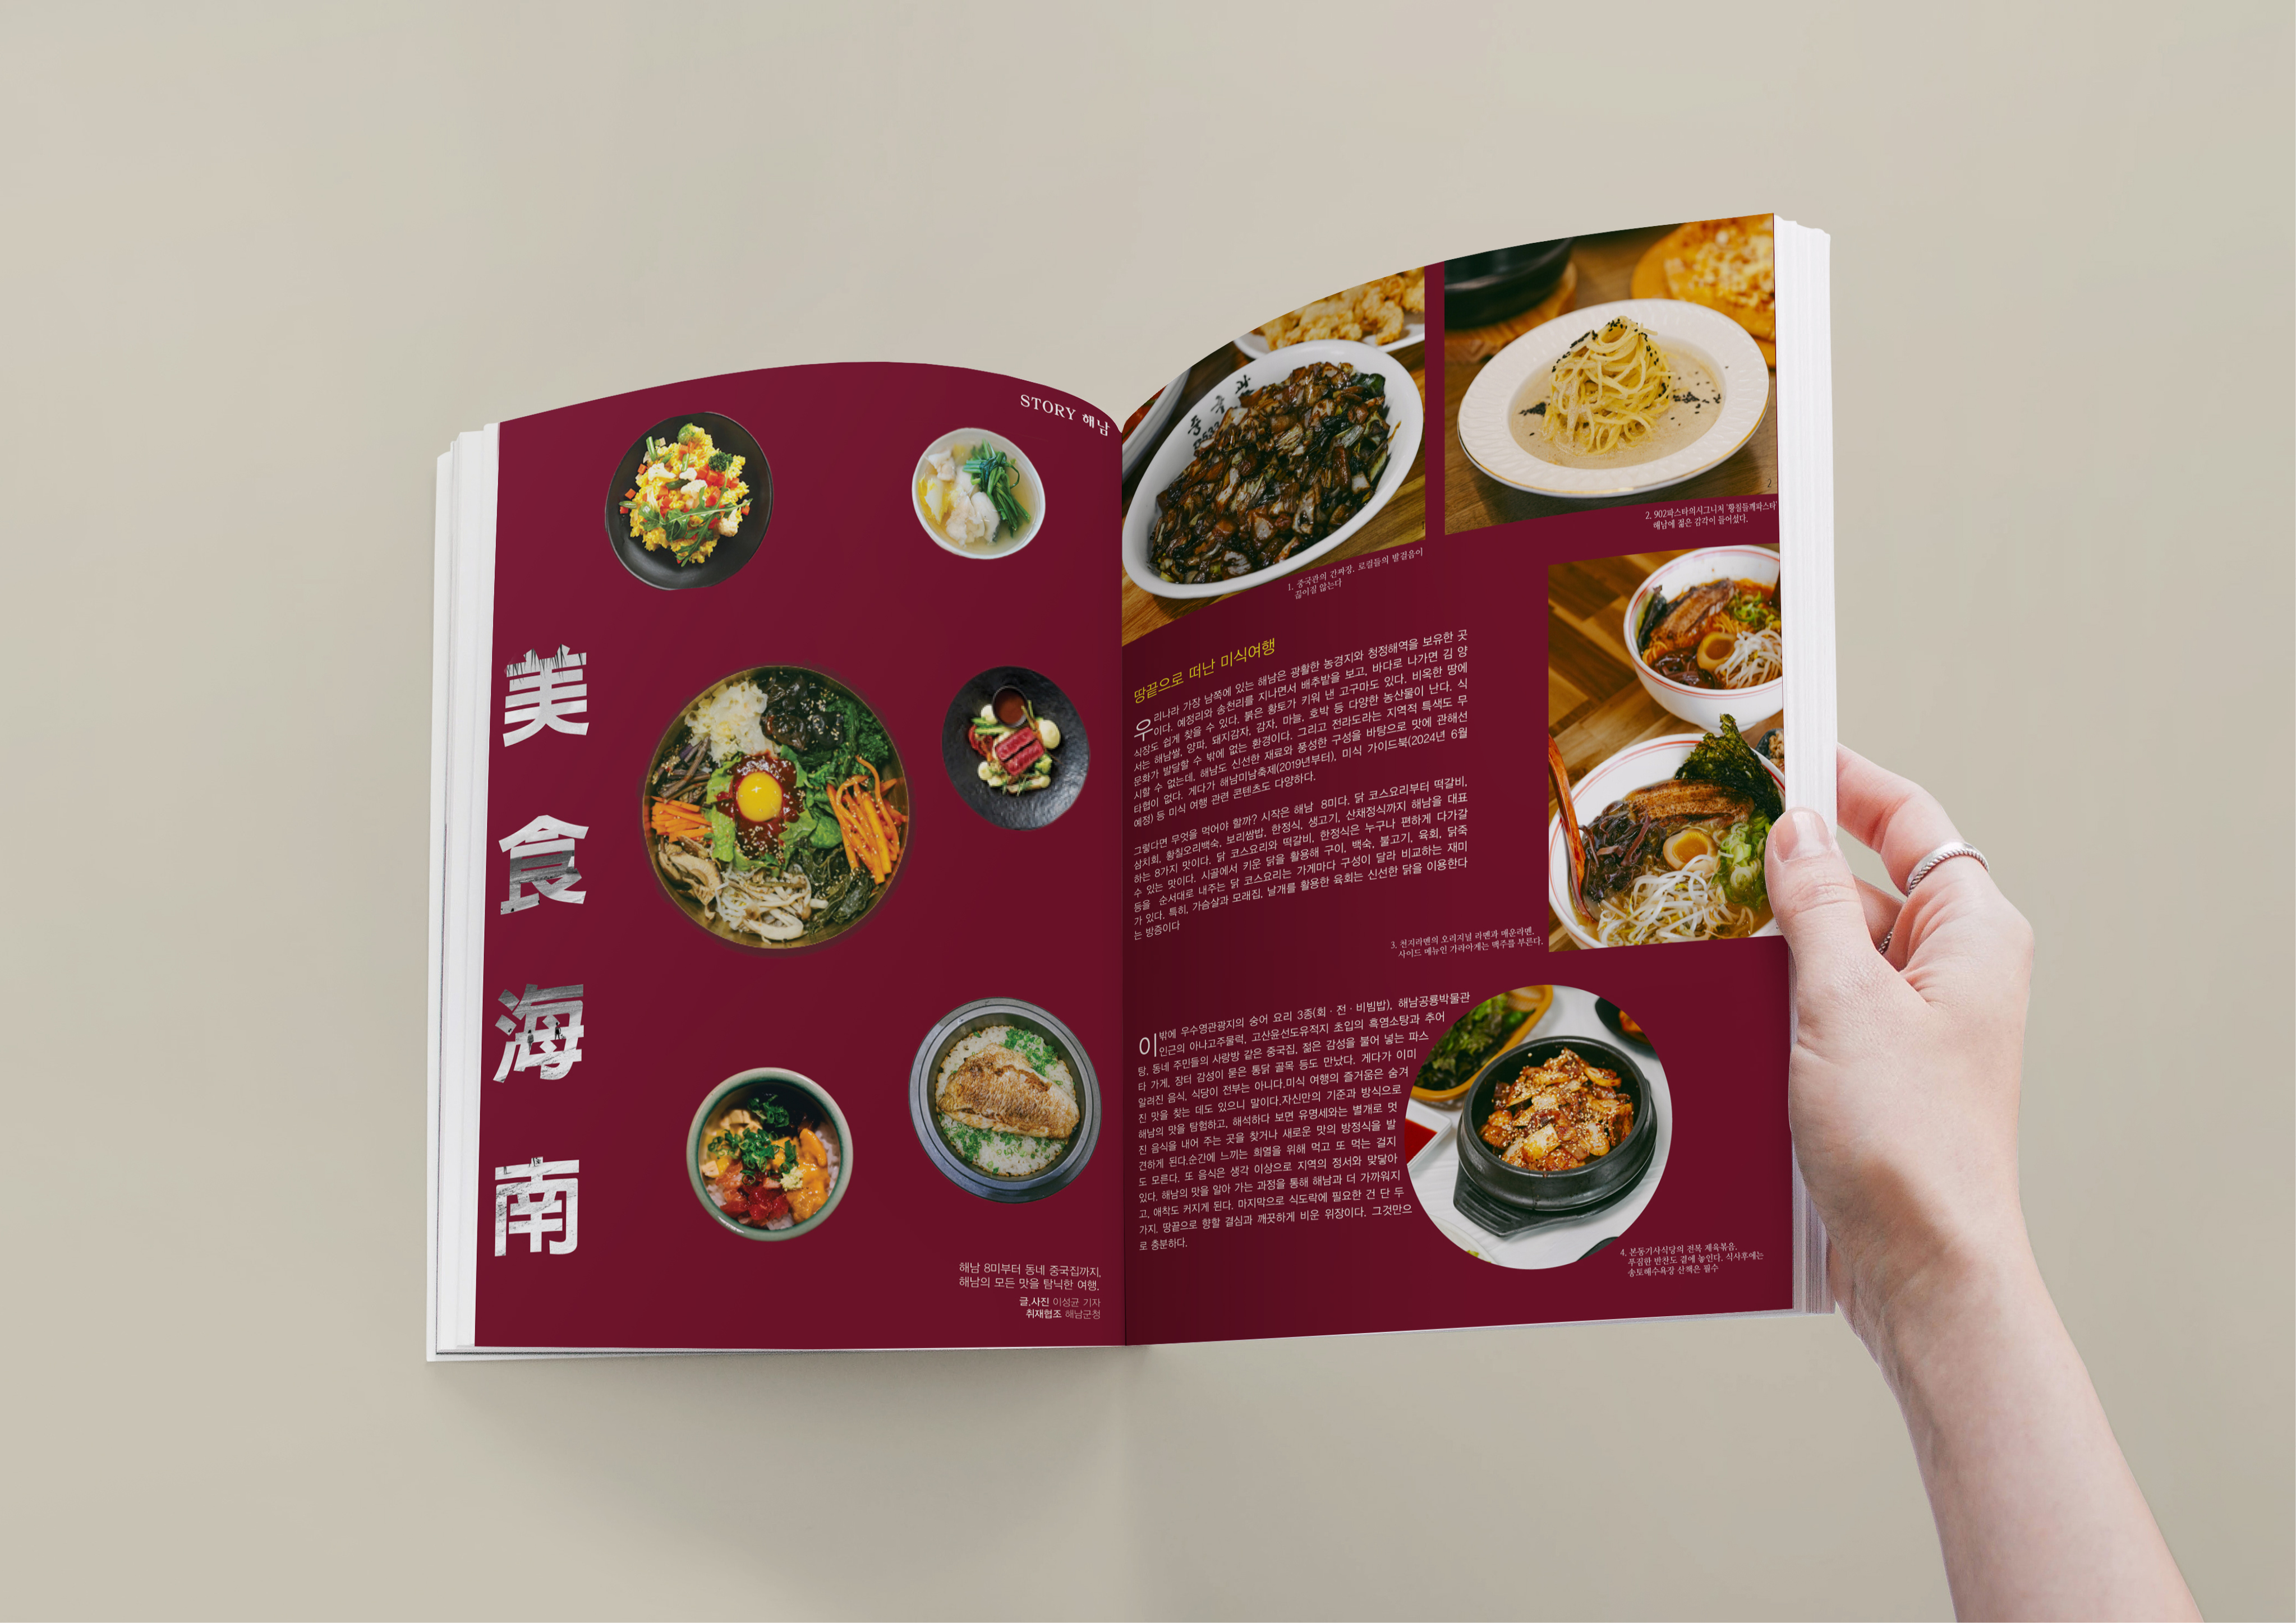 STORY 해남
美
食
海
南
해남 8미부터 동네 중국집까지,
해남의 모든 맛을 탐닉한 여행.
글.사진 이성균 기자
취재협조 해남군청
중국관
1. 중국관의 간짜장. 로컬들의 발걸음이
끊이질 않는다
2
2. 902파스타의시그니처 '황칠들깨파스타'
해남에 젊은 감각이 들어섰다.
땅끝으로 떠난 미식여행
우리나라 가장 남쪽에 있는 해남은 광활한 농경지와 청정해역을 보유한 곳
이다. 예정리와 송천리를 지나면서 배추밭을 보고, 바다로 나가면 김 양
식장도 쉽게 찾을 수 있다. 붉은 황토가 키워 낸 고구마도 있다. 비옥한 땅에
서는 해남쌀, 양파, 돼지감자, 감자, 마늘, 호박 등 다양한 농산물이 난다. 식
문화가 발달할 수 밖에 없는 환경이다. 그리고 전라도라는 지역적 특색도 무
시할 수 없는데, 해남도 신선한 재료와 풍성한 구성을 바탕으로 맛에 관해선
타협이 없다. 게다가 해남미남축제(2019년부터), 미식 가이드북(2024년 6월
예정) 등 미식 여행 관련 콘텐츠도 다양하다.
그렇다면 무엇을 먹어야 할까? 시작은 해남 8미다. 닭 코스요리부터 떡갈비,
삼치회, 황칠오리백숙, 보리쌈밥, 한정식, 생고기, 산채정식까지 해남을 대표
하는 8가지 맛이다. 닭 코스요리와 떡갈비, 한정식은 누구나 편하게 다가갈
수 있는 맛이다. 시골에서 키운 닭을 활용해 구이, 백숙, 불고기, 육회, 닭죽
등을 순서대로 내주는 닭 코스요리는 가게마다 구성이 달라 비교하는 재미
가 있다. 특히, 가슴살과 모래집, 날개를 활용한 육회는 신선한 닭을 이용한다
는 방증이다
3. 천지라멘의 오리지널 라멘과 매운라멘.
사이드 메뉴인 가라아게는 맥주를 부른다.
이밖에 우수영관광지의 숭어 요리 3종(회·전·비빔밥), 해남공룡박물관
인근의 아나고주물럭, 고산윤선도유적지 초입의 흑염소탕과 추어
탕, 동네 주민들의 사랑방 같은 중국집, 젊은 감성을 불어 넣는 파스
타 가게, 장터 감성이 묻은 통닭 골목 등도 만났다. 게다가 이미
알려진 음식, 식당이 전부는 아니다.미식 여행의 즐거움은 숨겨
진 맛을 찾는 데도 있으니 말이다.자신만의 기준과 방식으로
해남의 맛을 탐험하고, 해석하다 보면 유명세와는 별개로 멋
진 음식을 내어 주는 곳을 찾거나 새로운 맛의 방정식을 발
견하게 된다.순간에 느끼는 희열을 위해 먹고 또 먹는 걸지
도 모른다. 또 음식은 생각 이상으로 지역의 정서와 맞닿아
있다. 해남의 맛을 알아 가는 과정을 통해 해남과 더 가까워지
고, 애착도 커지게 된다. 마지막으로 식도락에 필요한 건 단 두
가지. 땅끝으로 향할 결심과 깨끗하게 비운 위장이다. 그것만으
로 충분하다.
4. 본동기사식당의 전복 제육볶음.
푸짐한 반찬도 곁에 놓인다. 식사후에는
송호해수욕장 산책은 필수